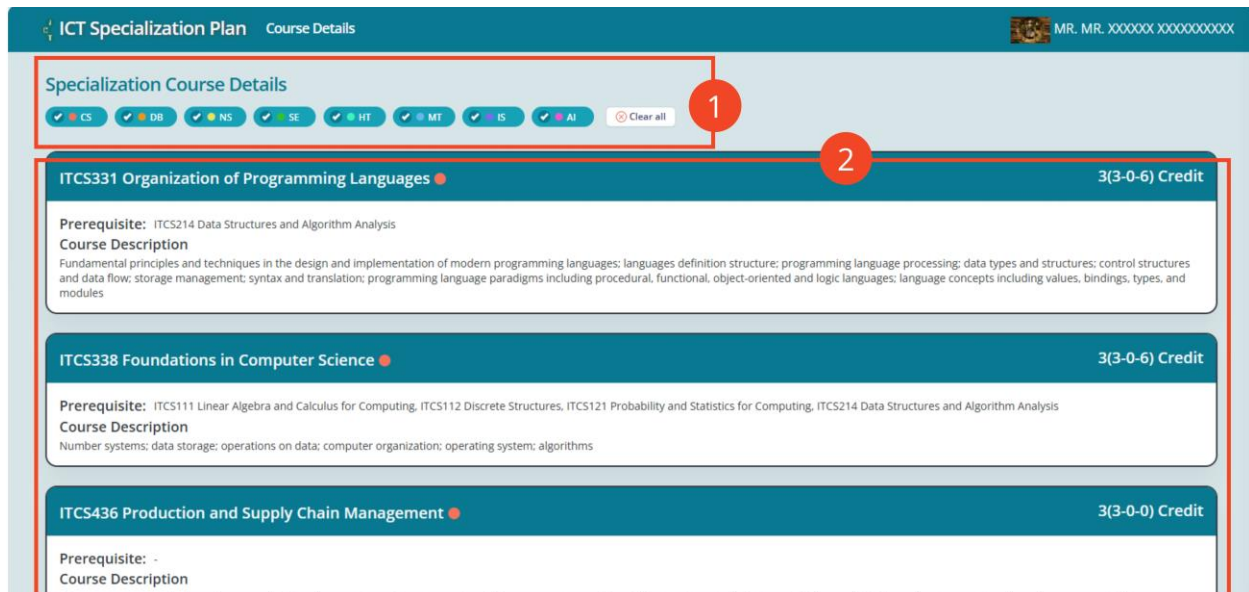 ICT Specialization Plan Course Details MR. MR. XXXXXX XXXXXXXXXX
Specialization Course Details
CS DB NS SE HT MT IS AI Clear all
1
2
ITCS331 Organization of Programming Languages 3(3-0-6) Credit
Prerequisite: ITCS214 Data Structures and Algorithm Analysis
Course Description
Fundamental principles and techniques in the design and implementation of modern programming languages; languages definition structure; programming language processing; data types and structures; control structures
and data flow; storage management; syntax and translation; programming language paradigms including procedural, functional, object-oriented and logic languages; language concepts including values, bindings, types, and
modules
ITCS338 Foundations in Computer Science 3(3-0-6) Credit
Prerequisite: ITCS111 Linear Algebra and Calculus for Computing, ITCS112 Discrete Structures, ITCS121 Probability and Statistics for Computing, ITCS214 Data Structures and Algorithm Analysis
Course Description
Number systems; data storage; operations on data; computer organization; operating system; algorithms
ITCS436 Production and Supply Chain Management 3(3-0-0) Credit
Prerequisite: -
Course Description